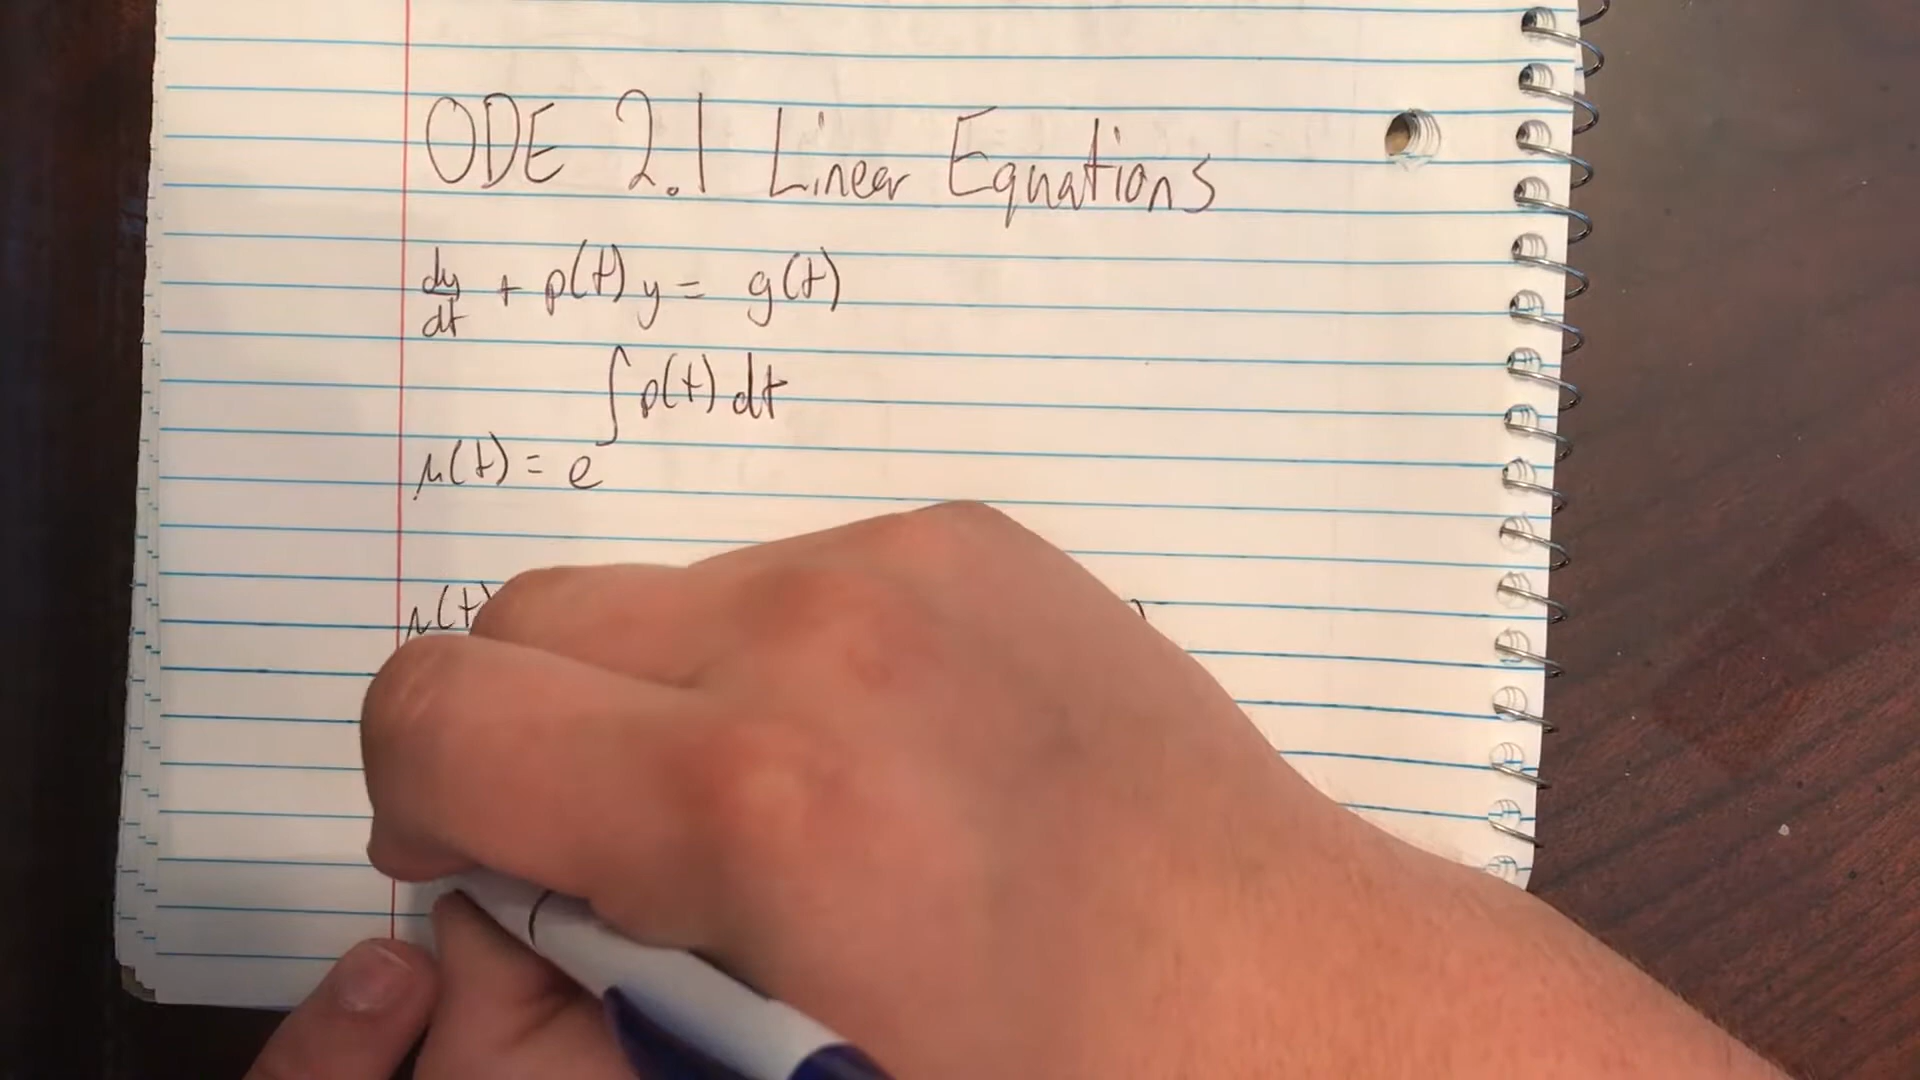 ODE 2.1 Linear Equations
dy/dt + p(t) y = g(t)
∫p(t) dt
μ(t) = e
μ(t)